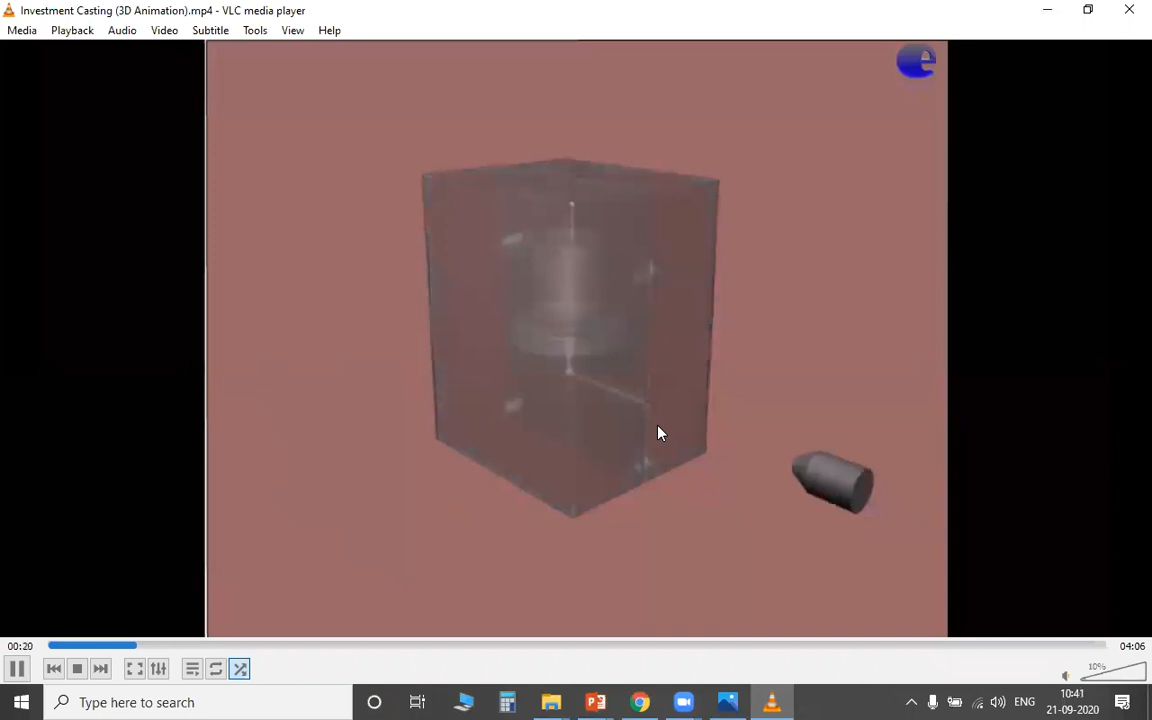 Investment Casting (3D Animation).mp4 - VLC media player
Media Playback Audio Video Subtitle Tools View Help
e
00:20
04:06
10%
Type here to search
ENG
10:41
21-09-2020